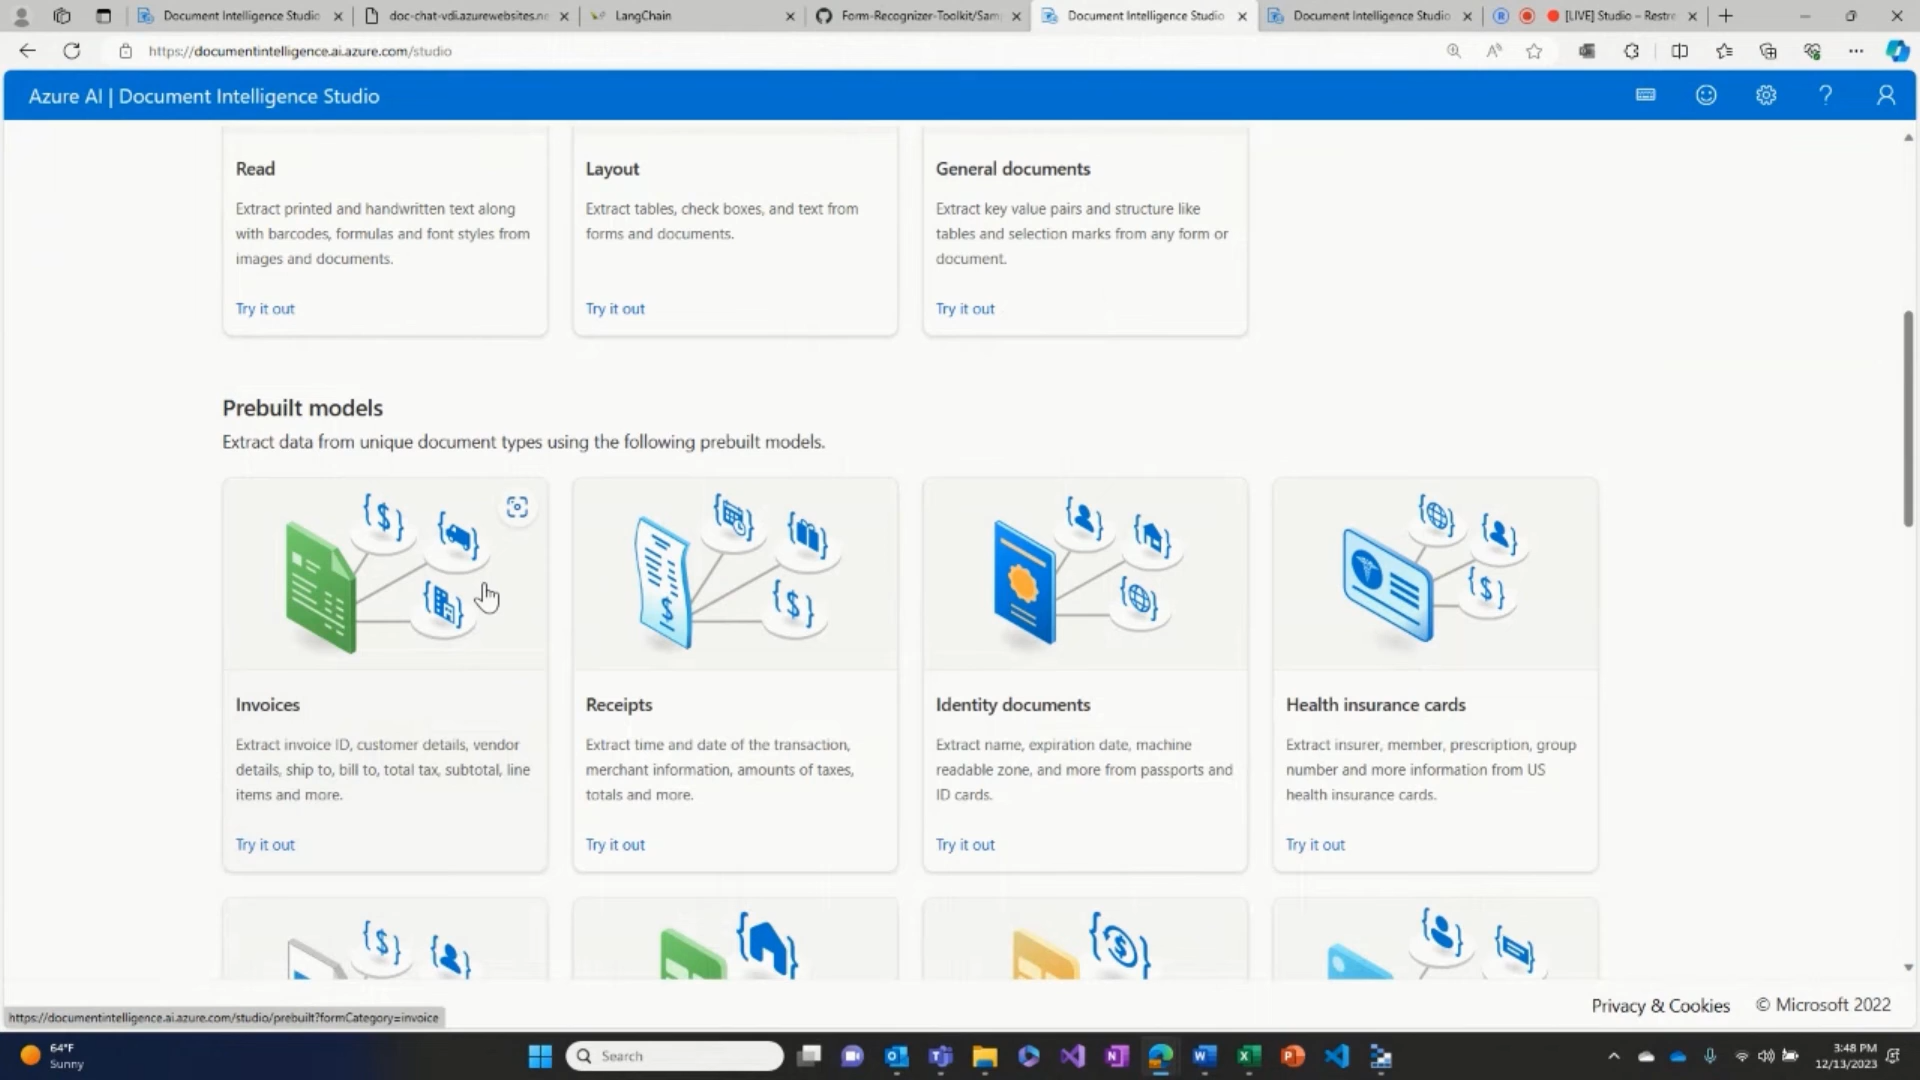 Document Intelligence Studio
doc-chat-vdi.azurewebsites.ne
LangChain
Form-Recognizer-Toolkit/Sam
Document Intelligence Studio
Document Intelligence Studio
[LIVE] Studio – Restre
https://documentintelligence.ai.azure.com/studio
Azure AI | Document Intelligence Studio
Read
Extract printed and handwritten text along
with barcodes, formulas and font styles from
images and documents.
Try it out
Layout
Extract tables, check boxes, and text from
forms and documents.
Try it out
General documents
Extract key value pairs and structure like
tables and selection marks from any form or
document.
Try it out
Prebuilt models
Extract data from unique document types using the following prebuilt models.
Invoices
Extract invoice ID, customer details, vendor
details, ship to, bill to, total tax, subtotal, line
items and more.
Try it out
Receipts
Extract time and date of the transaction,
merchant information, amounts of taxes,
totals and more.
Try it out
Identity documents
Extract name, expiration date, machine
readable zone, and more from passports and
ID cards.
Try it out
Health insurance cards
Extract insurer, member, prescription, group
number and more information from US
health insurance cards.
Try it out
Privacy & Cookies © Microsoft 2022
https://documentintelligence.ai.azure.com/studio/prebuilt?formCategory=invoice
64°F
Sunny
Search
3:48 PM
12/13/2023